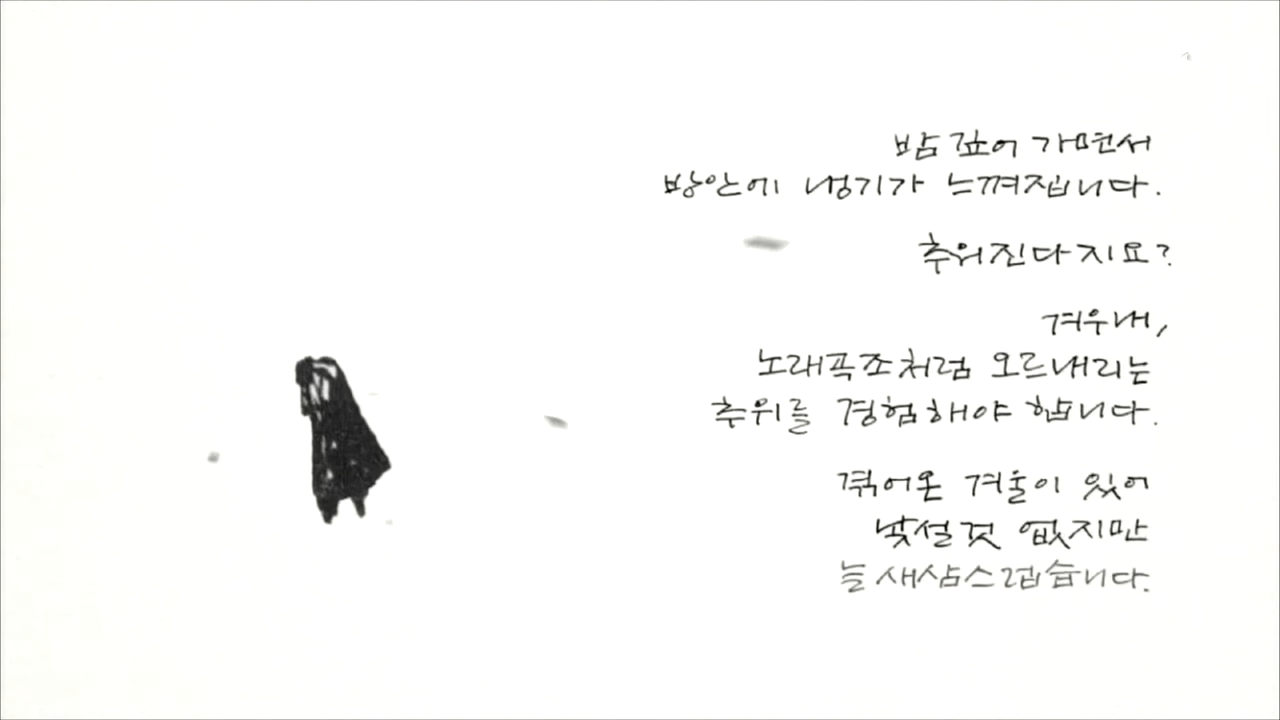 밤 깊어 가면서
방안에 냉기가 느껴집니다.
추워진다지요?
겨우내,
노래곡조처럼 오르내리는
추위를 경험해야 합니다.
겪어온 겨울이 있어
낯설 것 없지만
늘 새삼스럽습니다.